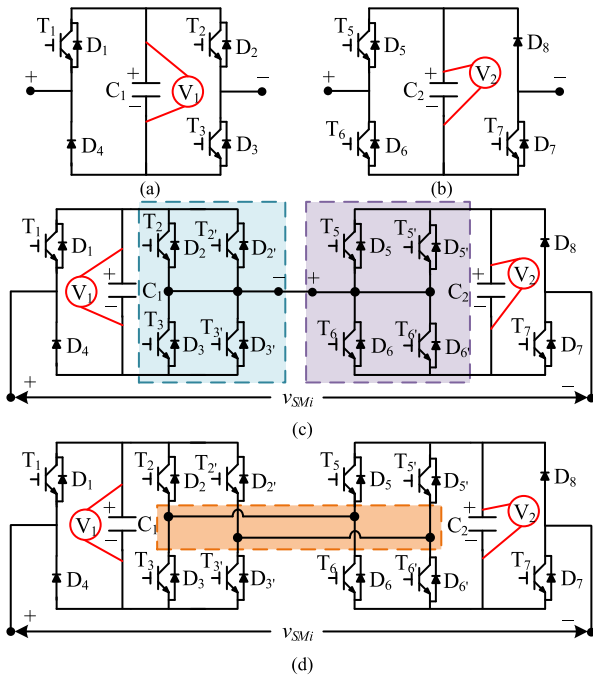 T1 D1 T2 D2 T5 D5 D8
+ + C1 − V1 − + + C2 − V2 −
D4 T3 D3 T6 D6 T7 D7
(a) (b)
T1 D1 T2 D2 T2' D2' T5 D5 T5' D5' D8
V1 + − C1 − + C2 + − V2
D4 T3 D3 T3' D3' T6 D6 T6' D6' T7 D7
+ vSMi −
(c)
T1 D1 T2 D2 T2' D2' T5 D5 T5' D5' D8
V1 + − C1 C2 + − V2
D4 T3 D3 T3' D3' T6 D6 T6' D6' T7 D7
+ vSMi −
(d)